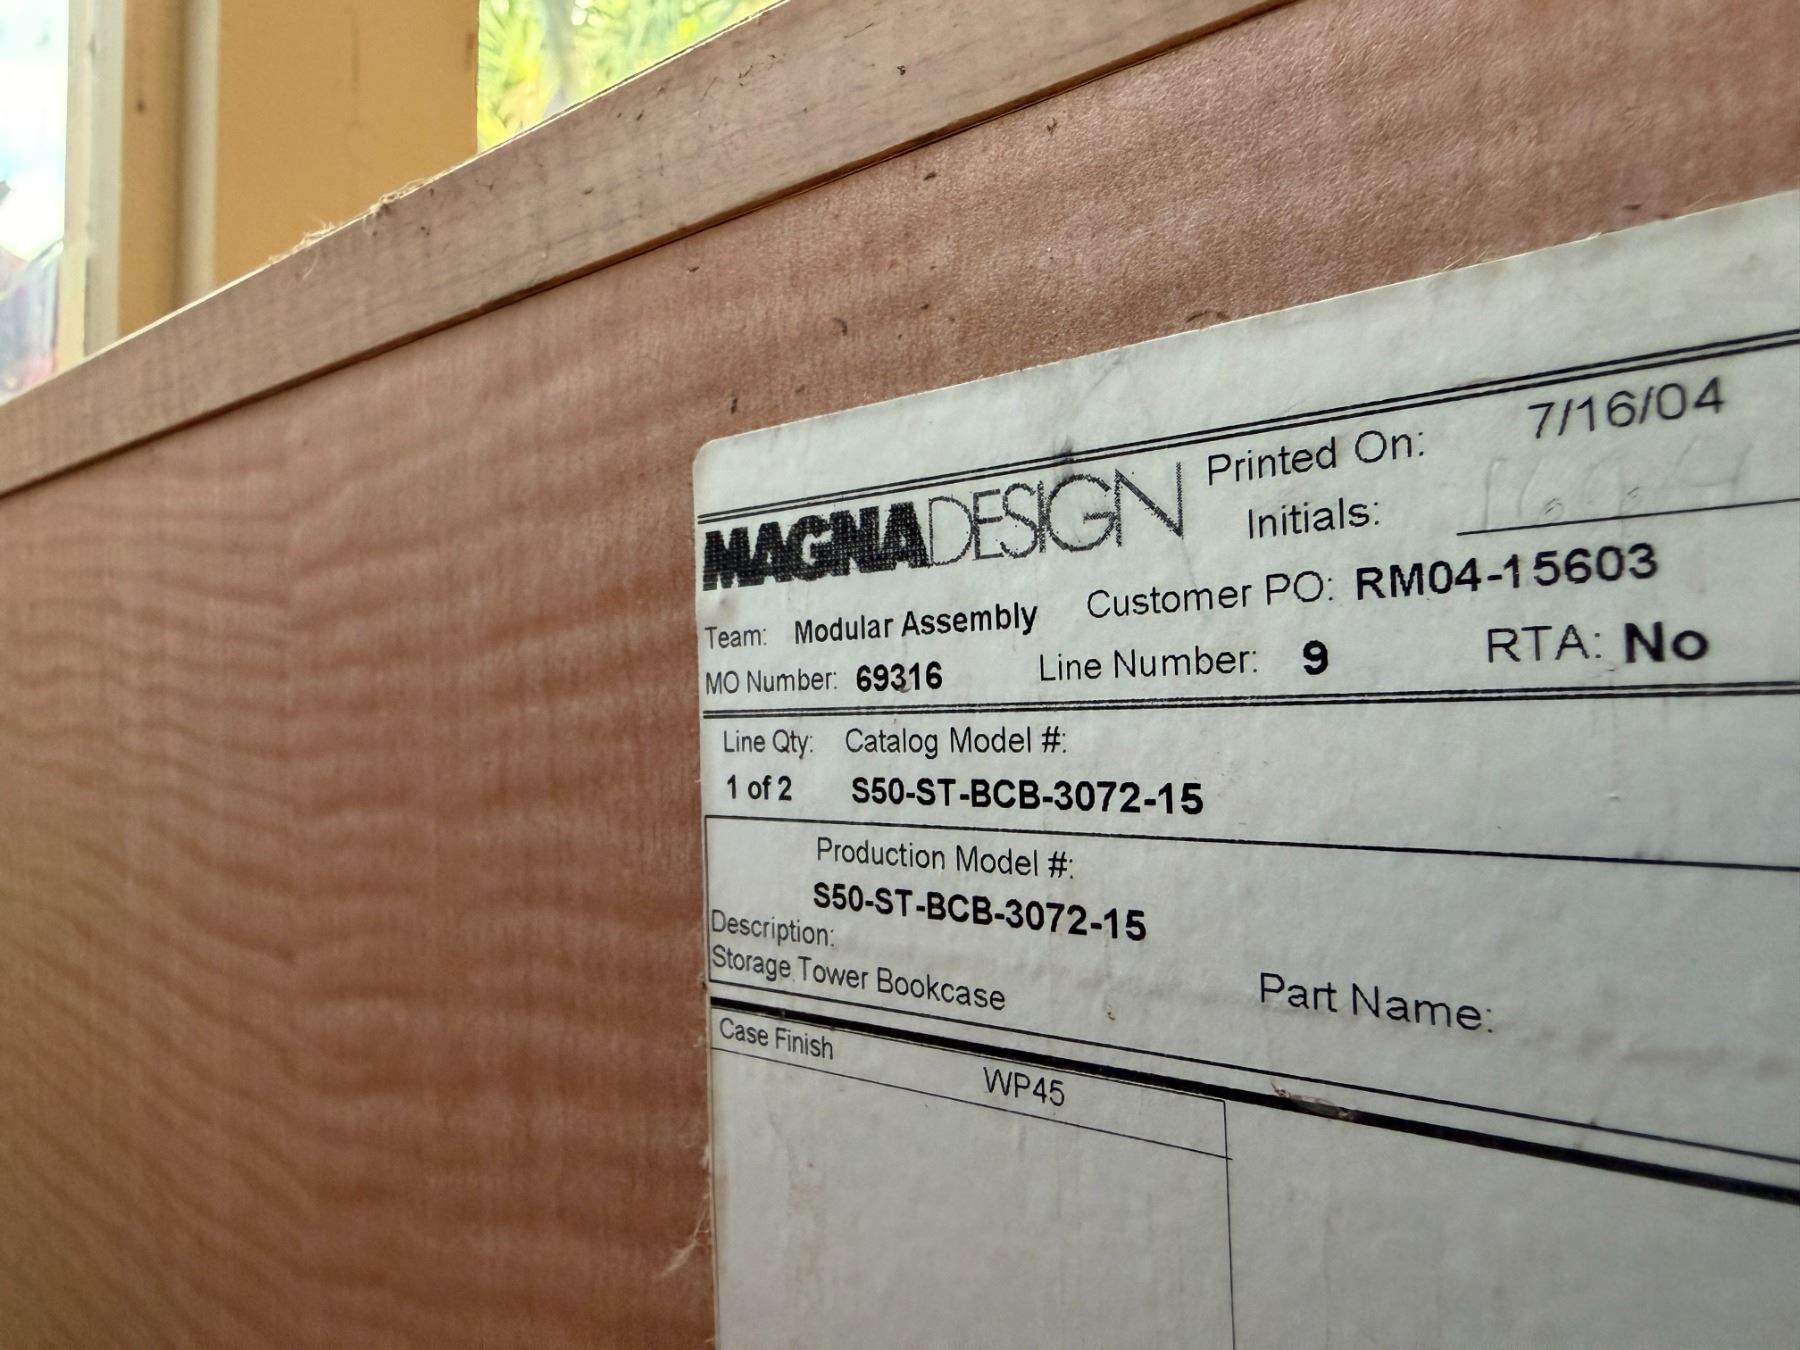 MAGNADESIGN
Printed On: 7/16/04
Initials:
Team: Modular Assembly
Customer PO: RM04-15603
MO Number: 69316
Line Number: 9
RTA: No
Line Qty: Catalog Model #:
1 of 2 S50-ST-BCB-3072-15
Production Model #:
S50-ST-BCB-3072-15
Description:
Storage Tower Bookcase
Part Name:
Case Finish
WP45